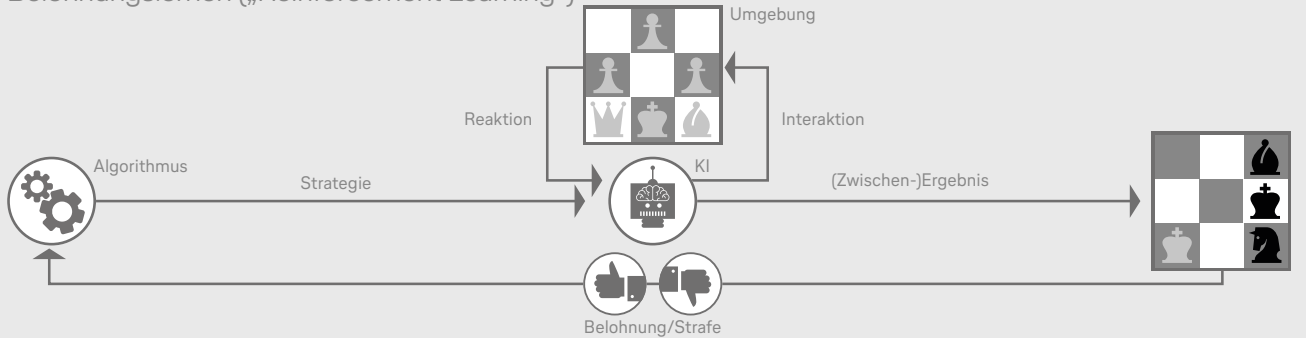 Belohnungslernen („Reinforcement Learning“)
Umgebung
Reaktion
Interaktion
Algorithmus
Strategie
KI
(Zwischen-)Ergebnis
Belohnung/Strafe